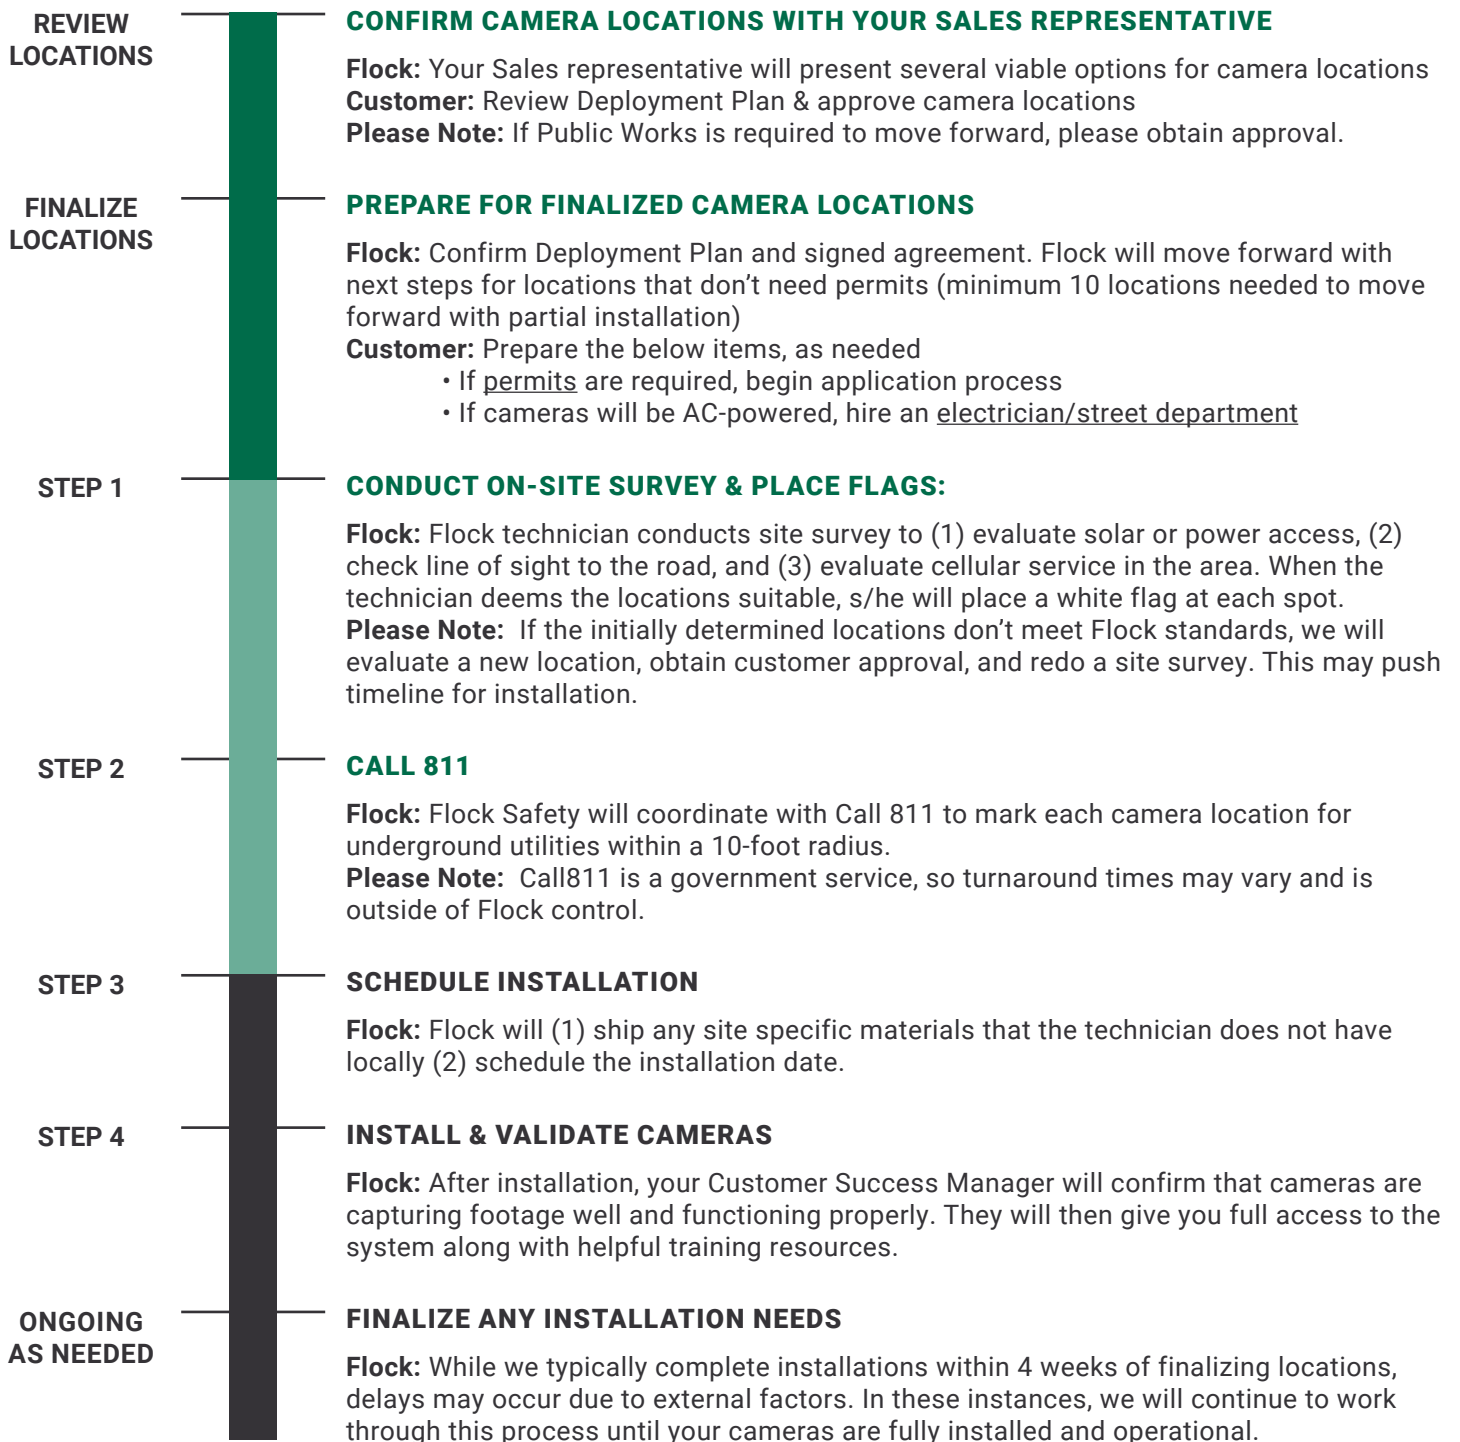 REVIEW
LOCATIONS
CONFIRM CAMERA LOCATIONS WITH YOUR SALES REPRESENTATIVE
Flock: Your Sales representative will present several viable options for camera locations
Customer: Review Deployment Plan & approve camera locations
Please Note: If Public Works is required to move forward, please obtain approval.
FINALIZE
LOCATIONS
PREPARE FOR FINALIZED CAMERA LOCATIONS
Flock: Confirm Deployment Plan and signed agreement. Flock will move forward with
next steps for locations that don’t need permits (minimum 10 locations needed to move
forward with partial installation)
Customer: Prepare the below items, as needed
• If permits are required, begin application process
• If cameras will be AC-powered, hire an electrician/street department
STEP 1
CONDUCT ON-SITE SURVEY & PLACE FLAGS:
Flock: Flock technician conducts site survey to (1) evaluate solar or power access, (2)
check line of sight to the road, and (3) evaluate cellular service in the area. When the
technician deems the locations suitable, s/he will place a white flag at each spot.
Please Note: If the initially determined locations don’t meet Flock standards, we will
evaluate a new location, obtain customer approval, and redo a site survey. This may push
timeline for installation.
STEP 2
CALL 811
Flock: Flock Safety will coordinate with Call 811 to mark each camera location for
underground utilities within a 10-foot radius.
Please Note: Call811 is a government service, so turnaround times may vary and is
outside of Flock control.
STEP 3
SCHEDULE INSTALLATION
Flock: Flock will (1) ship any site specific materials that the technician does not have
locally (2) schedule the installation date.
STEP 4
INSTALL & VALIDATE CAMERAS
Flock: After installation, your Customer Success Manager will confirm that cameras are
capturing footage well and functioning properly. They will then give you full access to the
system along with helpful training resources.
ONGOING
AS NEEDED
FINALIZE ANY INSTALLATION NEEDS
Flock: While we typically complete installations within 4 weeks of finalizing locations,
delays may occur due to external factors. In these instances, we will continue to work
through this process until your cameras are fully installed and operational.